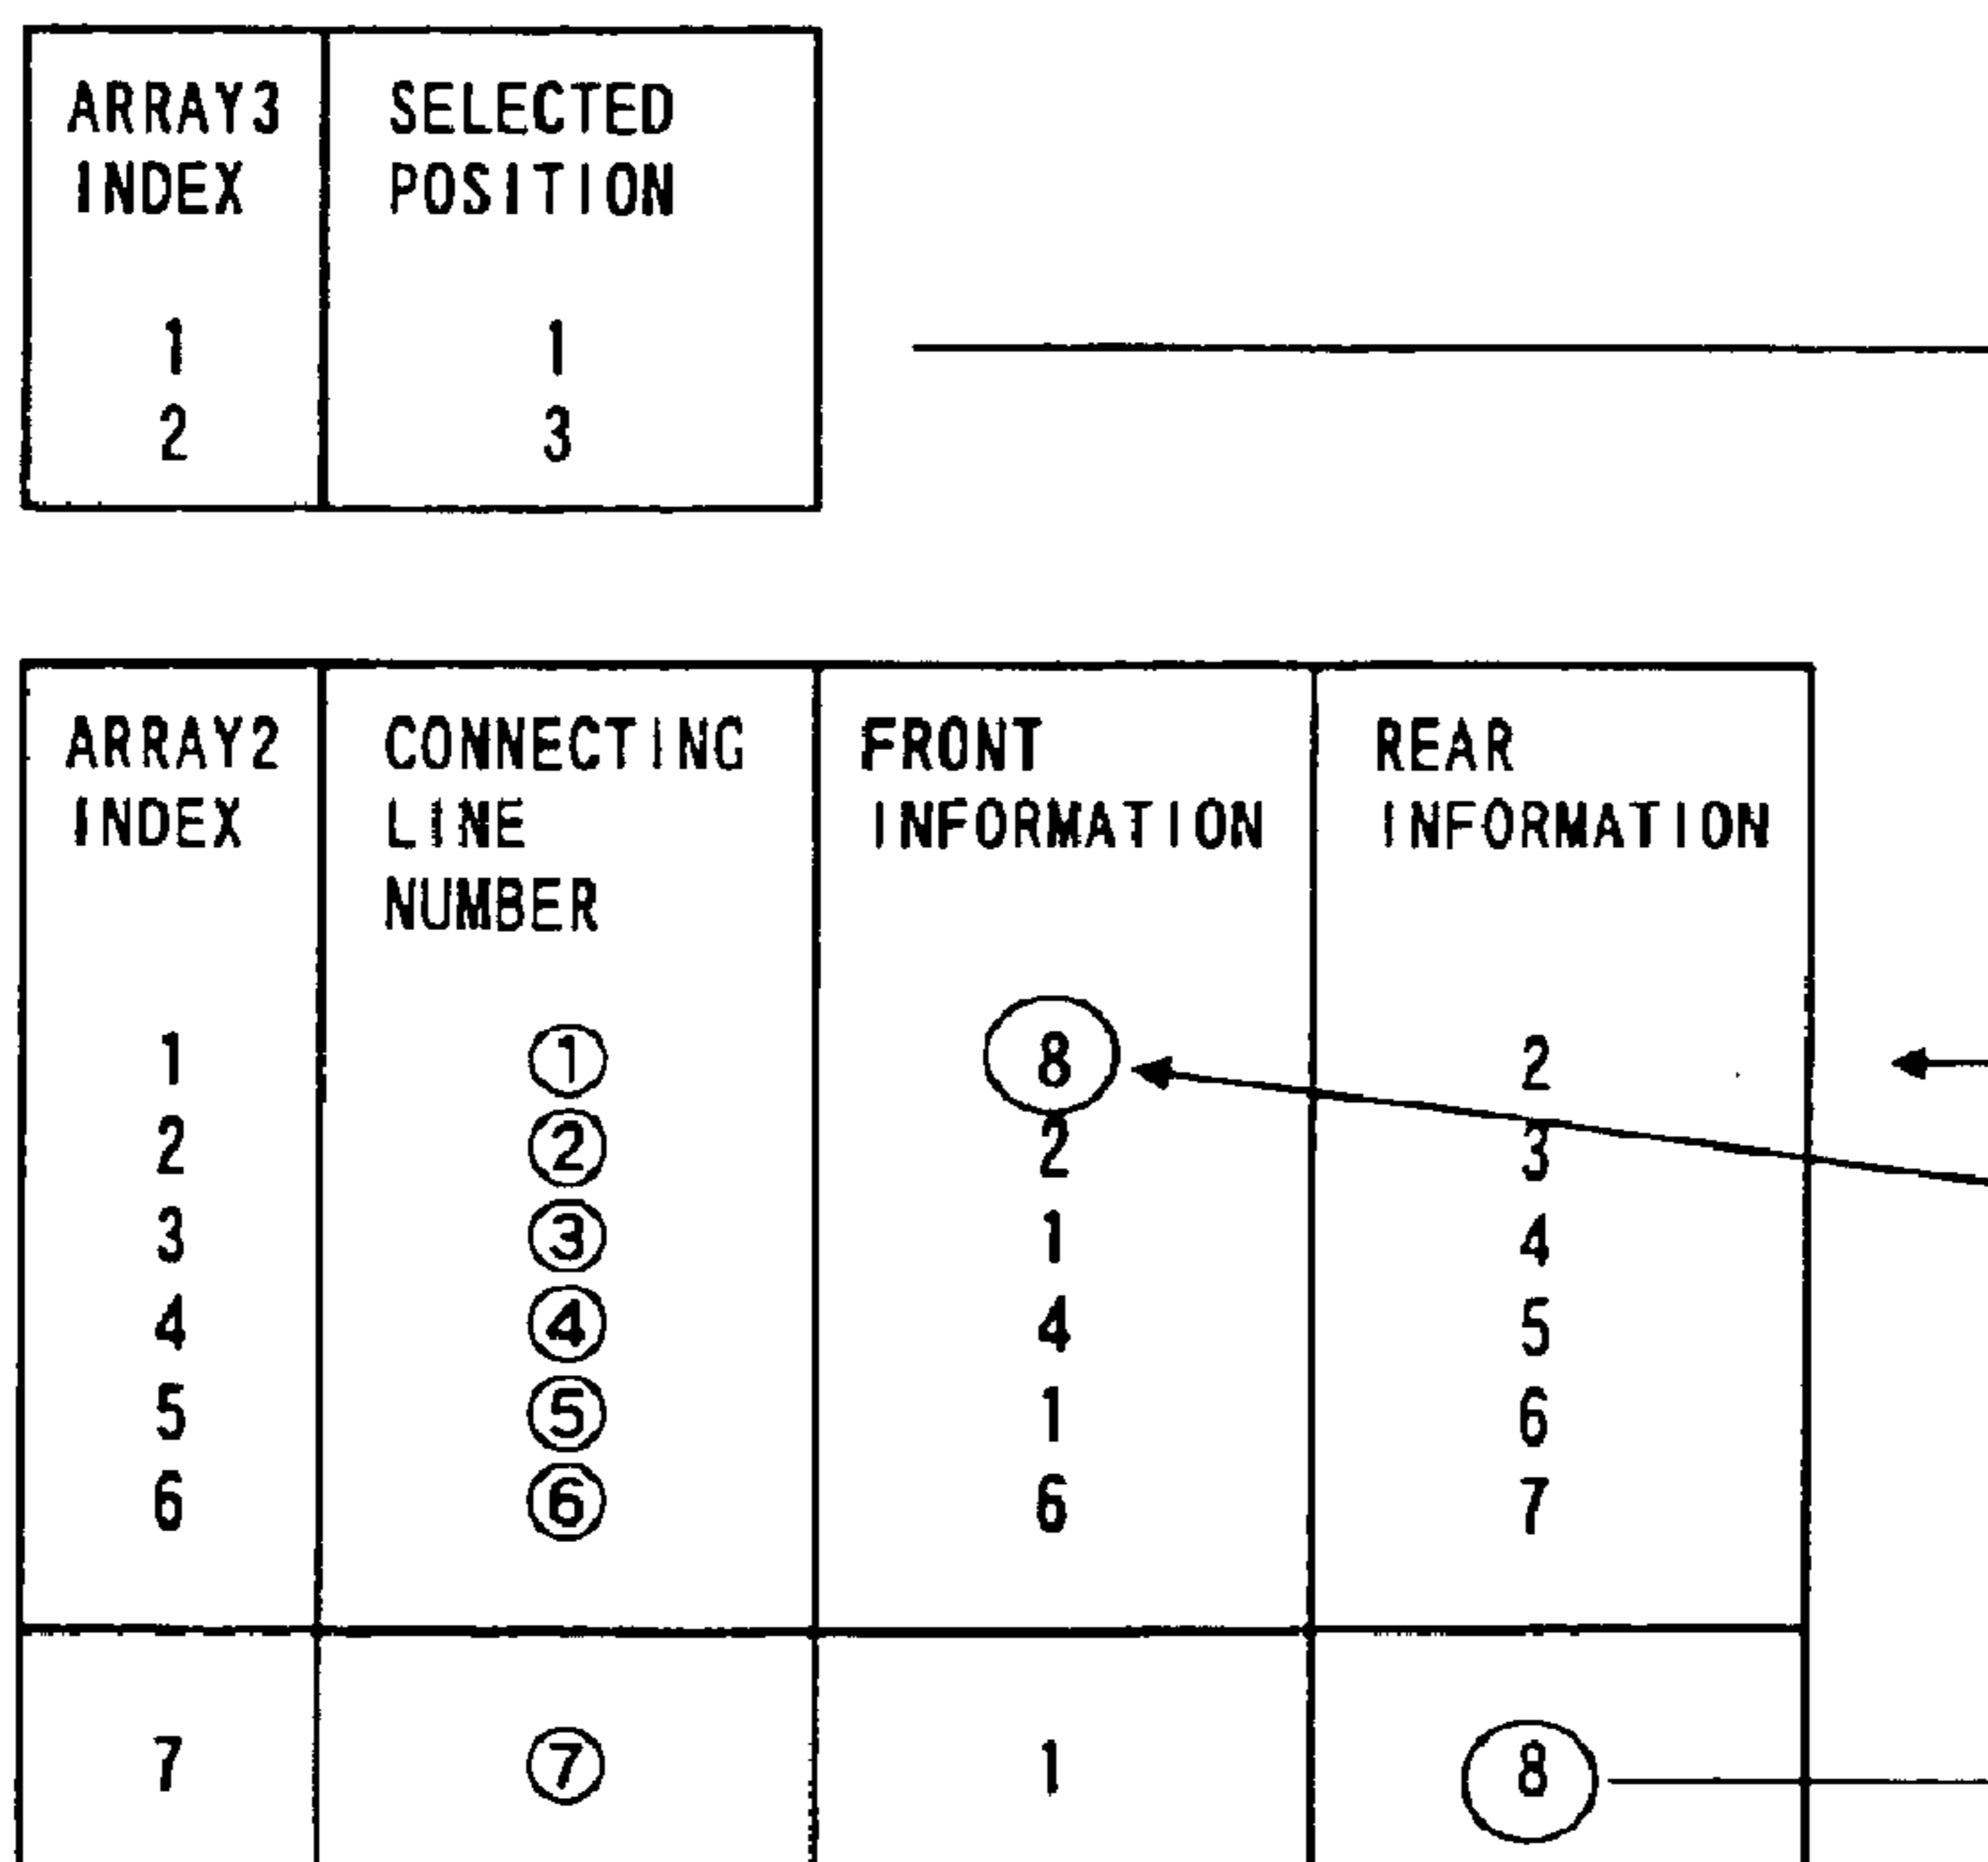 ARRAY3 SELECTED
INDEX POSITION
1 1
2 3
ARRAY2 CONNECTING FRONT REAR
INDEX LINE INFORMATION INFORMATION
NUMBER
1 ① 8 2
2 ② 2 3
3 ③ 1 4
4 ④ 4 5
5 ⑤ 1 6
6 ⑥ 6 7
7 ⑦ 1 8